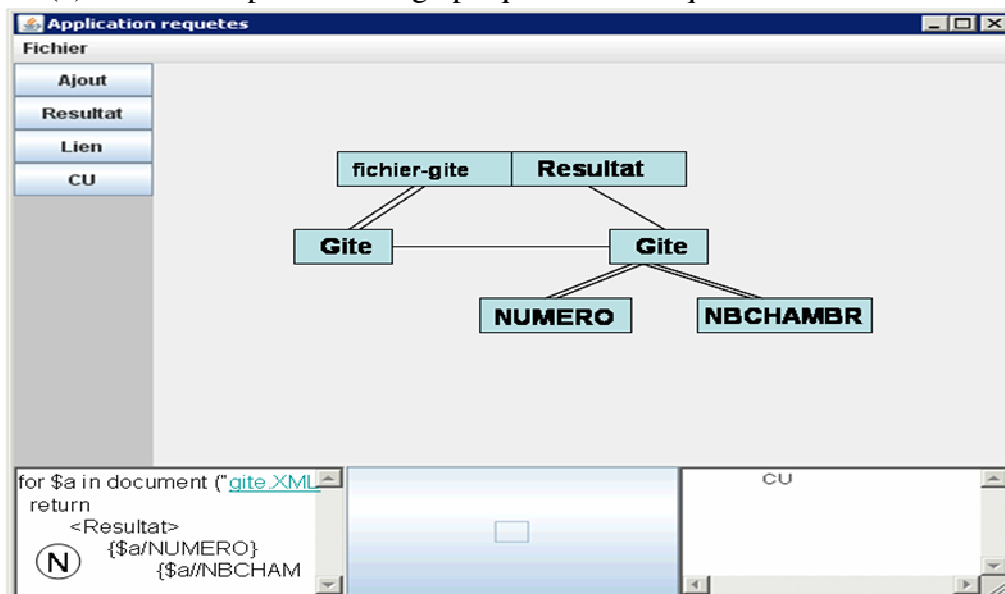 Application requetes
Fichier
Ajout
Resultat
Lien
CU
fichier-gite Resultat
Gite Gite
NUMERO NBCHAMBR
for $a in document ("gite.XML
return
<Resultat>
{$a/NUMERO}
N
{$a//NBCHAM
CU